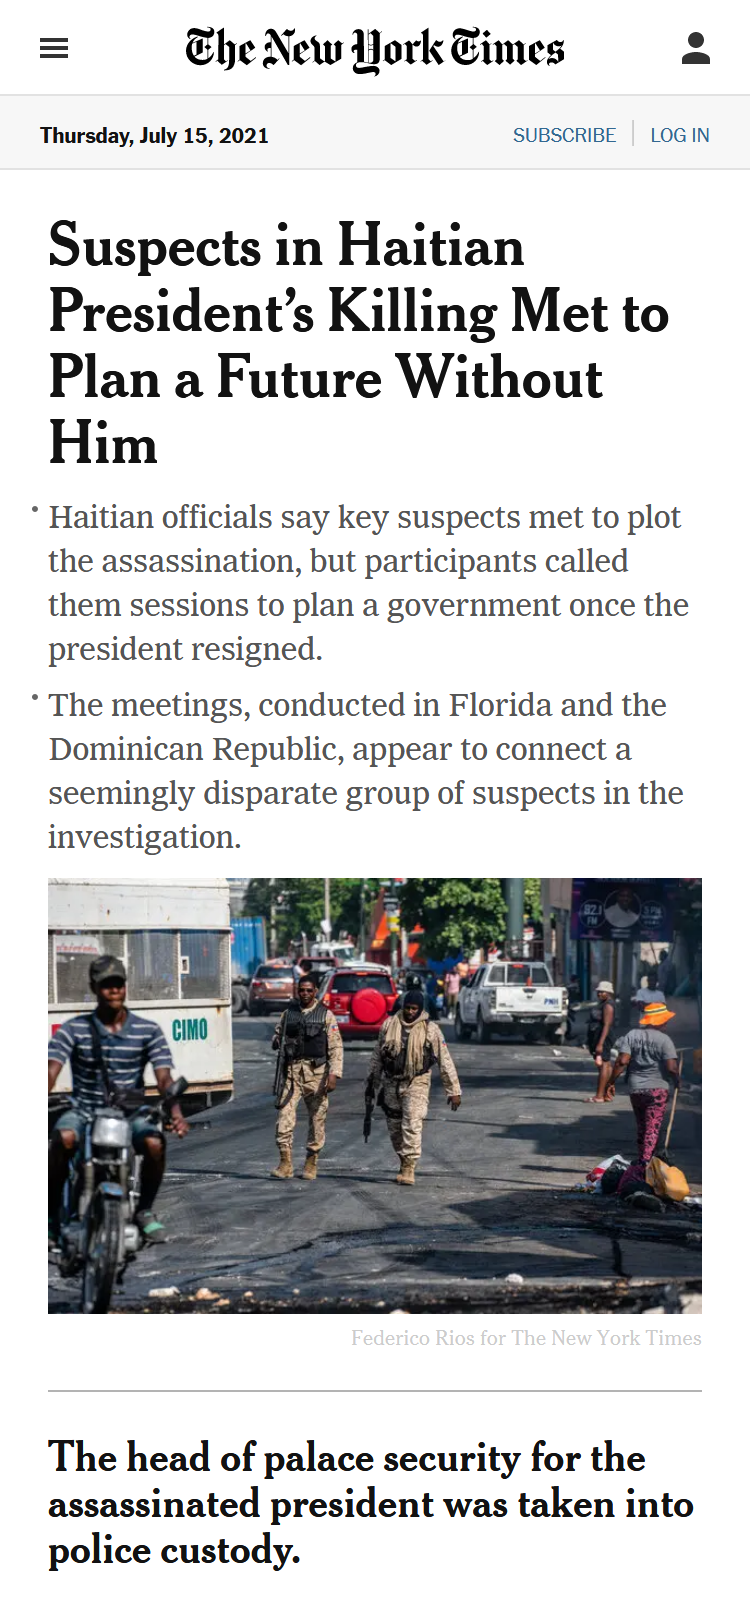 The New York Times
Thursday, July 15, 2021
SUBSCRIBE
LOG IN
Suspects in Haitian
President’s Killing Met to
Plan a Future Without
Him
• Haitian officials say key suspects met to plot
the assassination, but participants called
them sessions to plan a government once the
president resigned.
• The meetings, conducted in Florida and the
Dominican Republic, appear to connect a
seemingly disparate group of suspects in the
investigation.
92.1
FM
CIMO
PNH
Federico Rios for The New York Times
The head of palace security for the
assassinated president was taken into
police custody.